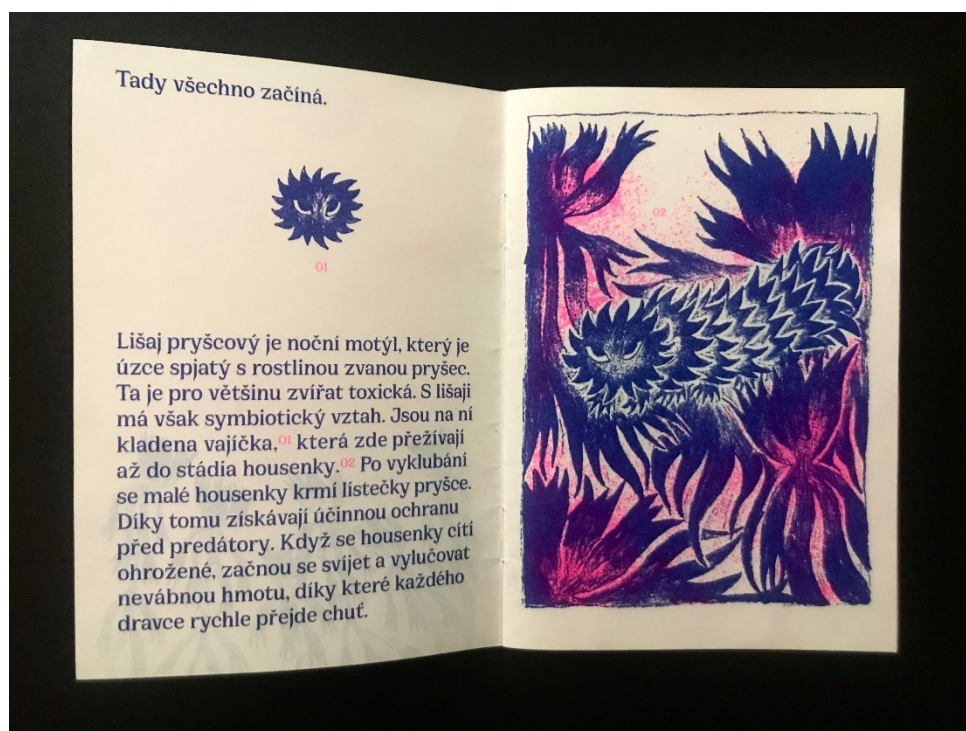 Tady všechno začíná.
01
Lišaj pryšcový je noční motýl, který je
úzce spjatý s rostlinou zvanou pryšec.
Ta je pro většinu zvířat toxická. S lišaji
má však symbiotický vztah. Jsou na ní
kladena vajíčka,01 která zde přežívají
až do stádia housenky.02 Po vyklubání
se malé housenky krmí lístečky pryšce.
Díky tomu získávají účinnou ochranu
před predátory. Když se housenky cítí
ohrožené, začnou se svíjet a vylučovat
nevábnou hmotu, díky které každého
dravce rychle přejde chuť.
02